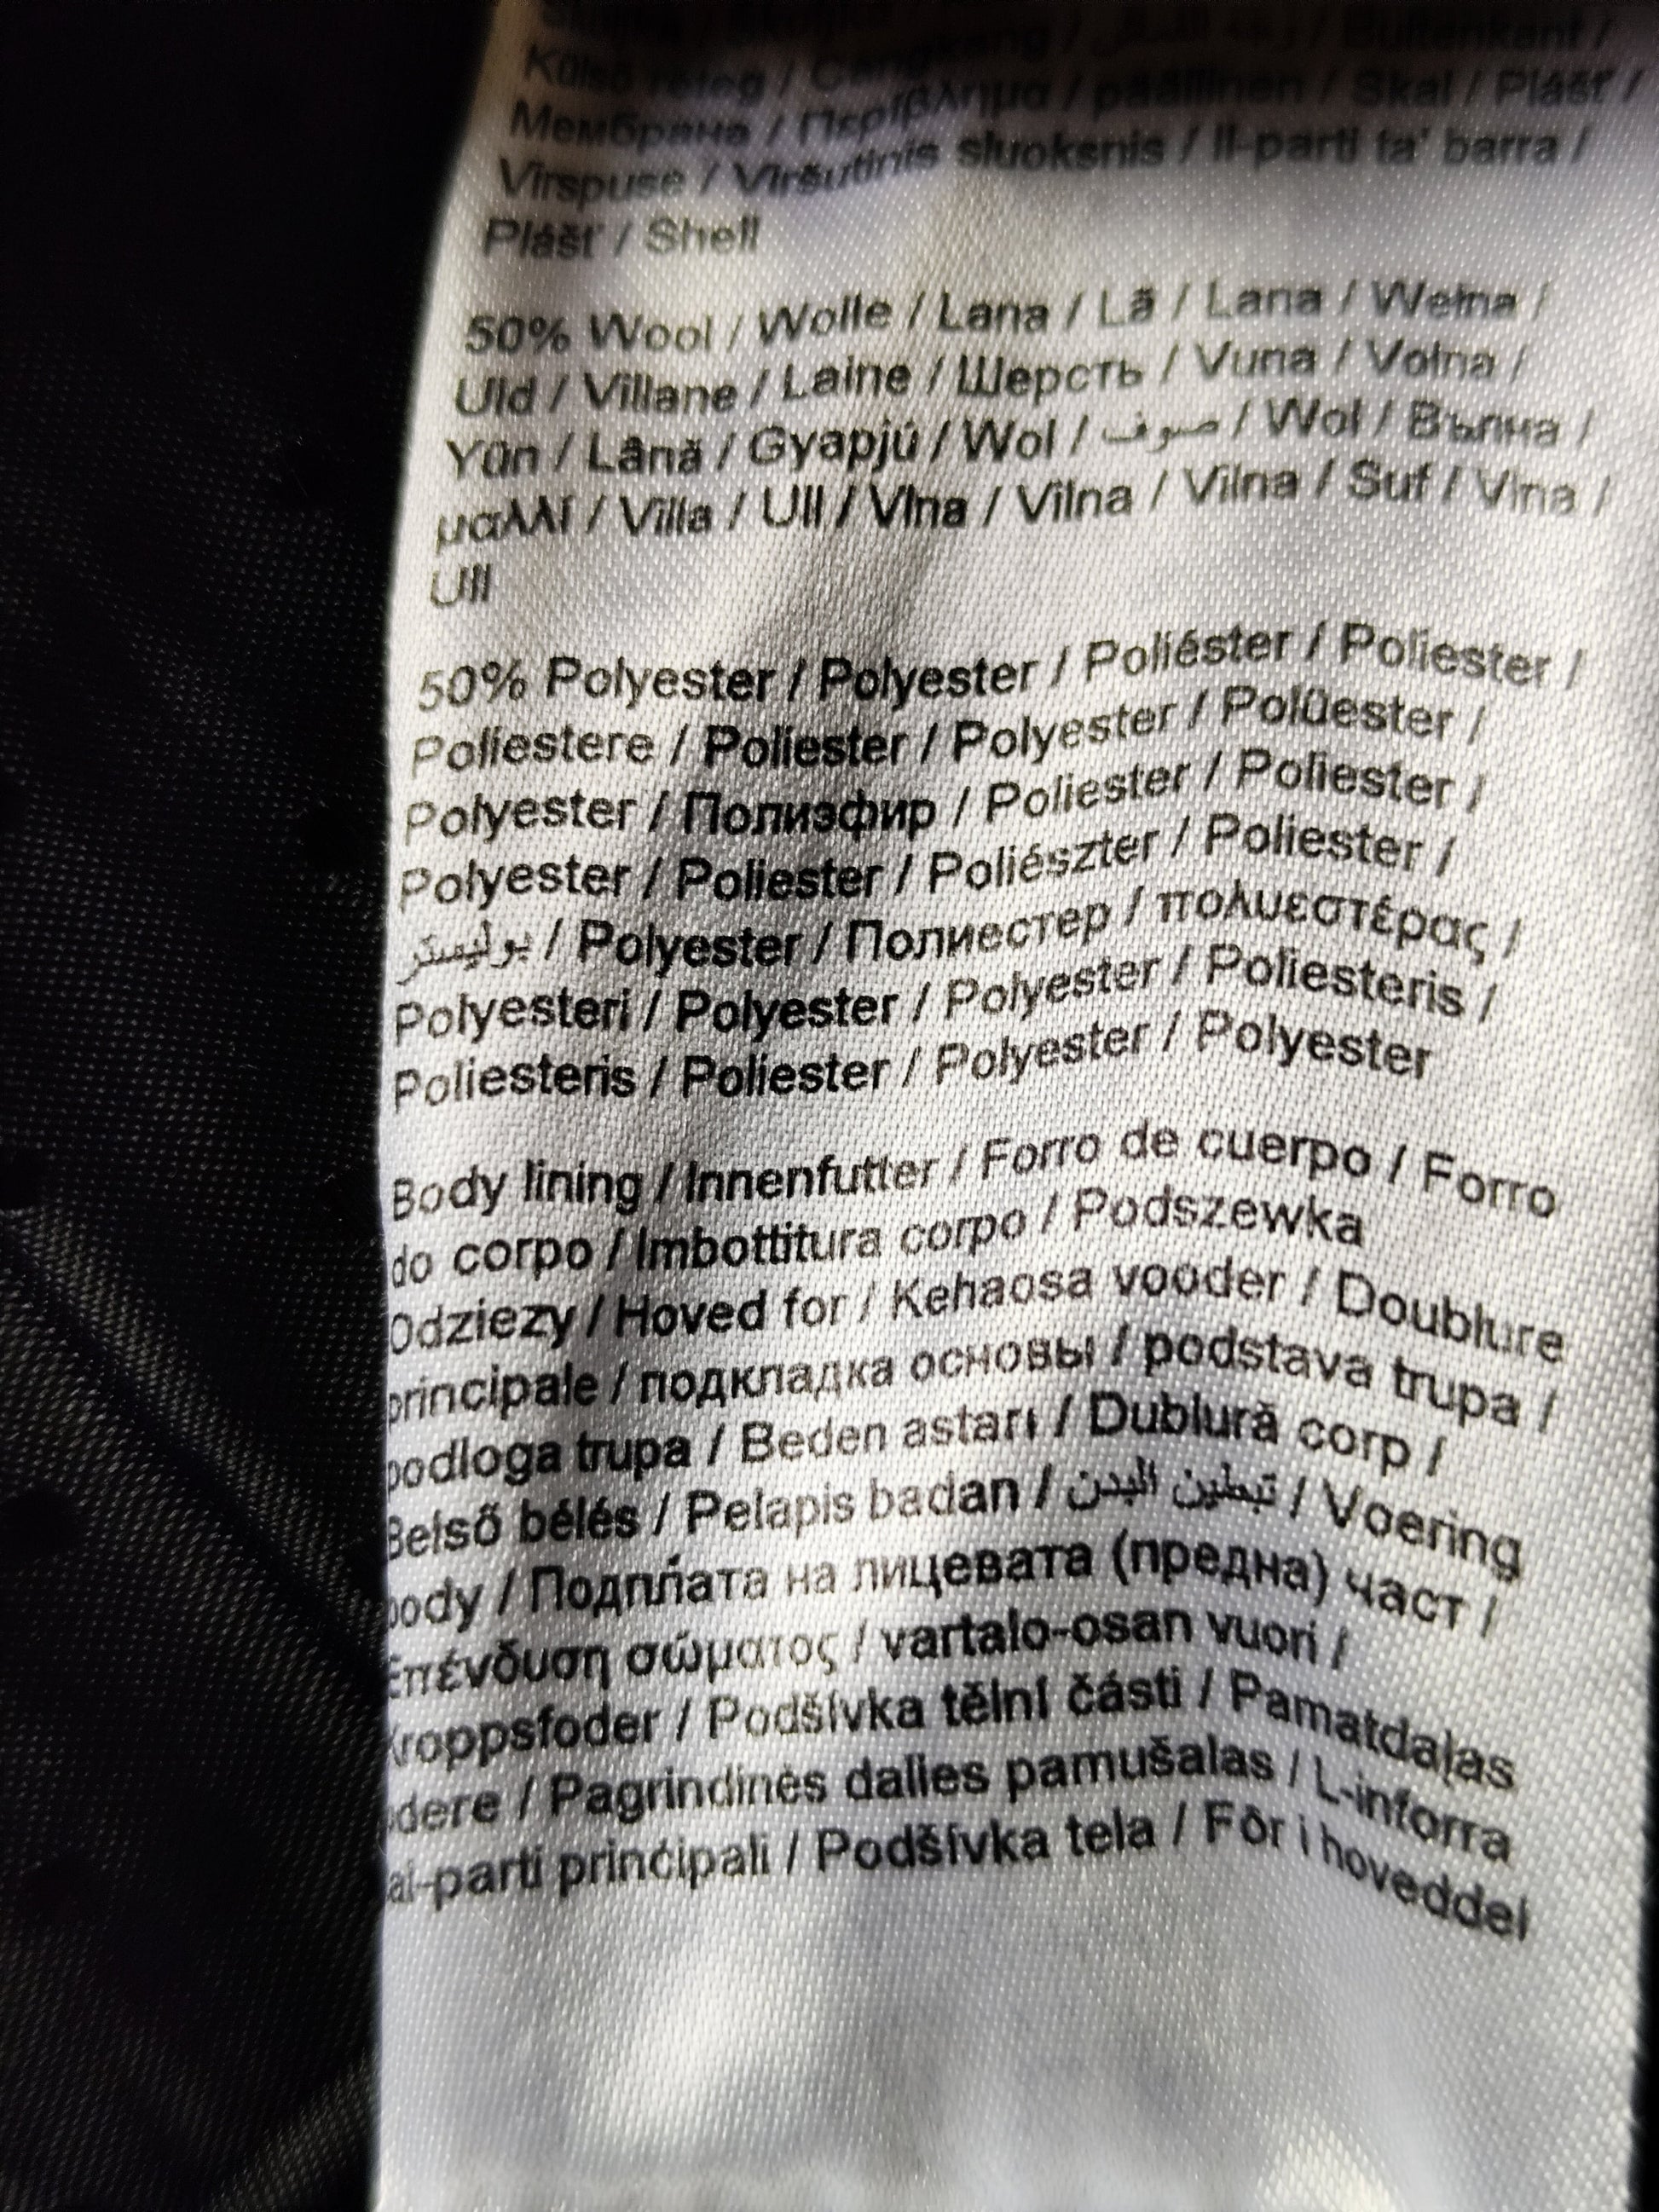 / Buitenkant /
Külső réteg / Cangkang /
Мембрана / Περίβλημα / päällinen / Skal / Plášť /
Virspuse / Viršutinis sluoksnis / Il-parti ta' barra /
Plášť / Shell
50% Wool / Wolle / Lana / Lã / Lana / Wełna /
Uld / Villane / Laine / Шерсть / Vuna / Volna /
Yün / Lână / Gyapjú / Wol / صوف / Wol / Вълна /
μαλλί / Villa / Ull / Vlna / Vilna / Vilna / Suf / Vlna /
Ull
50% Polyester / Polyester / Poliéster / Poliester /
Poliestere / Poliester / Polyester / Polüester /
Polyester / Полиэфир / Poliester / Poliester /
Polyester / Poliester / Poliészter / Poliester /
بوليستر / Polyester / Полиестер / πολυεστέρας /
Polyesteri / Polyester / Polyester / Poliesteris /
Poliesteris / Poliester / Polyester / Polyester
Body lining / Innenfutter / Forro de cuerpo / Forro
do corpo / Imbottitura corpo / Podszewka
Odziezy / Hoved for / Kehaosa vooder / Doublure
principale / подкладка основы / podstava trupa /
podloga trupa / Beden astarı / Dublură corp /
Belső bélés / Pelapis badan / تبطين البدن / Voering
body / Подплата на лицевата (предна) част /
Επένδυση σώματος / vartalo-osan vuori /
Kroppsfoder / Podšívka tělní části / Pamatdaļas
odere / Pagrindinės dalies pamušalas / L-inforra
tal-parti prinċipali / Podšívka tela / Fôr i hoveddel